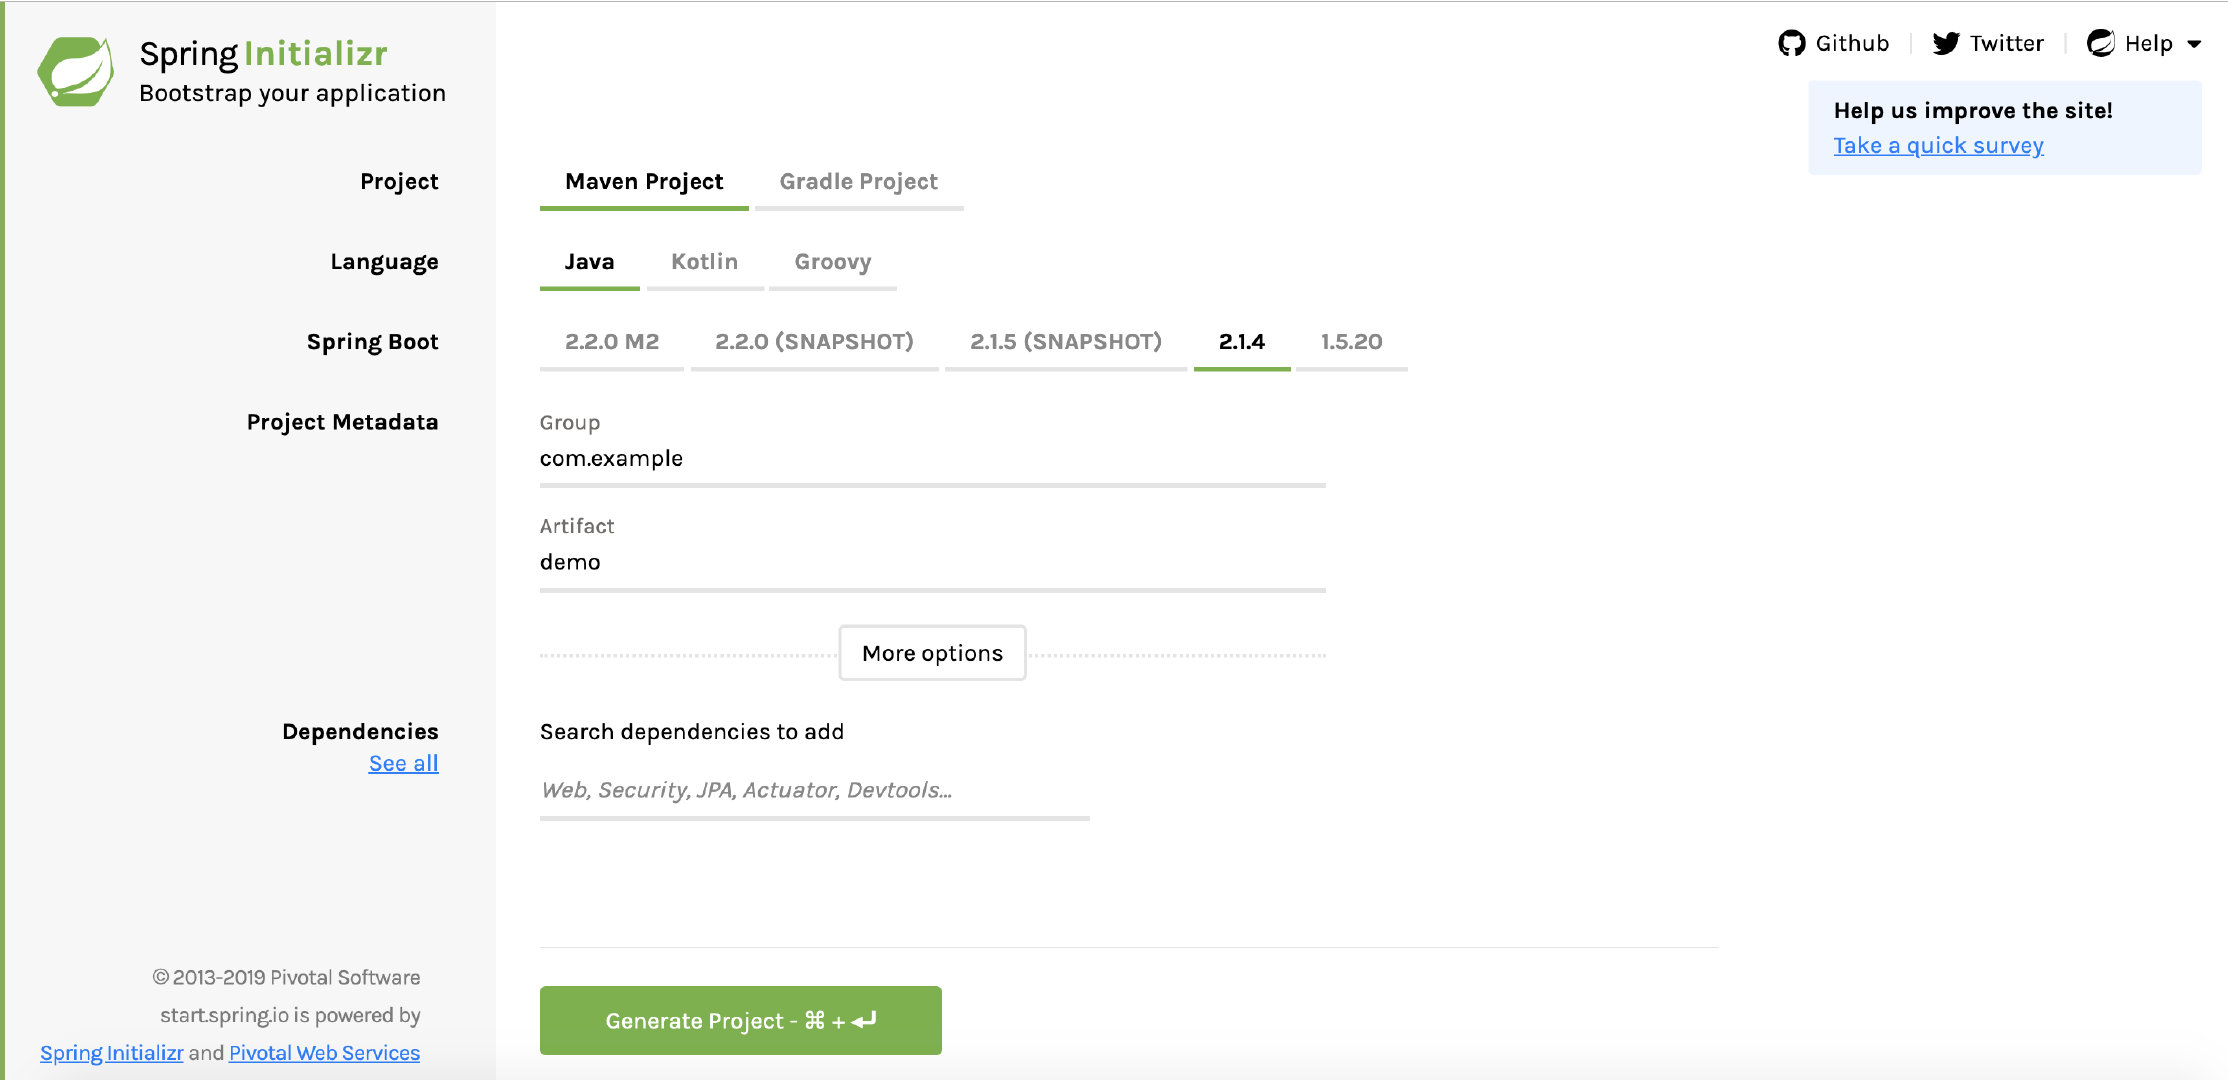 Spring Initializr
Bootstrap your application
Github
Twitter
Help
Help us improve the site!
Take a quick survey
Project
Maven Project Gradle Project
Language
Java Kotlin Groovy
Spring Boot
2.2.0 M2 2.2.0 (SNAPSHOT) 2.1.5 (SNAPSHOT) 2.1.4 1.5.20
Project Metadata
Group
com.example
Artifact
demo
More options
Dependencies
See all
Search dependencies to add
Web, Security, JPA, Actuator, Devtools...
© 2013-2019 Pivotal Software
start.spring.io is powered by
Spring Initializr and Pivotal Web Services
Generate Project - ⌘ + ↵